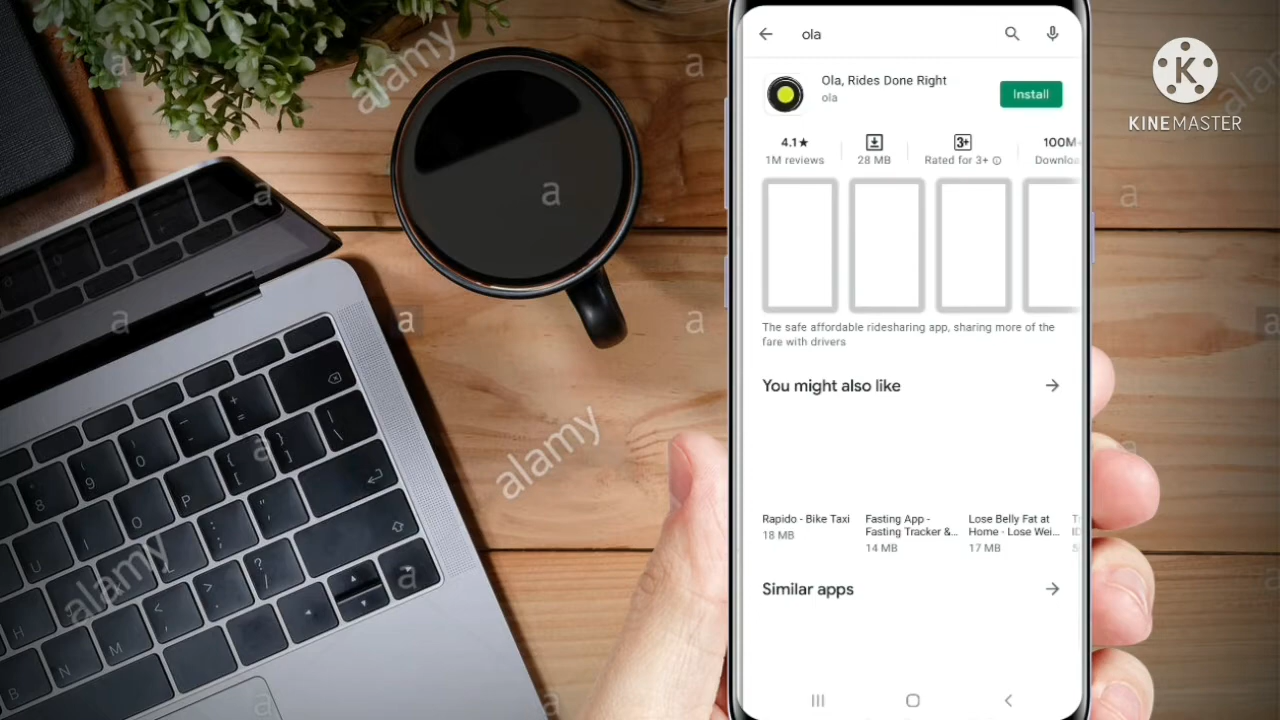 ola
Ola, Rides Done Right
ola
Install
4.1★
1M reviews
28 MB
3+
Rated for 3+
100M+
You might also like
The safe affordable ridesharing app, sharing more of the
fare with drivers
Rapido - Bike Taxi
18 MB
Fasting App -
Fasting Tracker &...
14 MB
Lose Belly Fat at
Home - Lose Wei...
17 MB
Similar apps
K
KINEMASTER
alamy
alamy
alamy
a
a
a
a
a
a